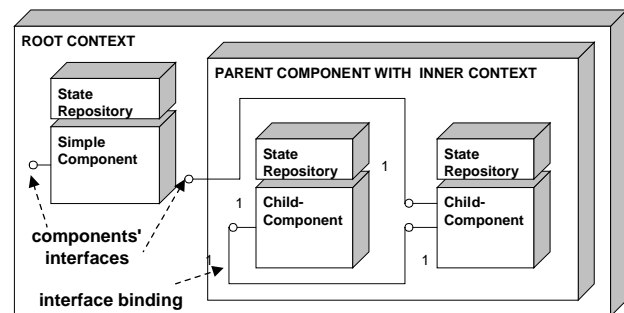 ROOT CONTEXT
PARENT COMPONENT WITH INNER CONTEXT
State
Repository
Simple
Component
State
Repository
Child-
Component
State
Repository
Child-
Component
1
1
1
1
components'
interfaces
interface binding